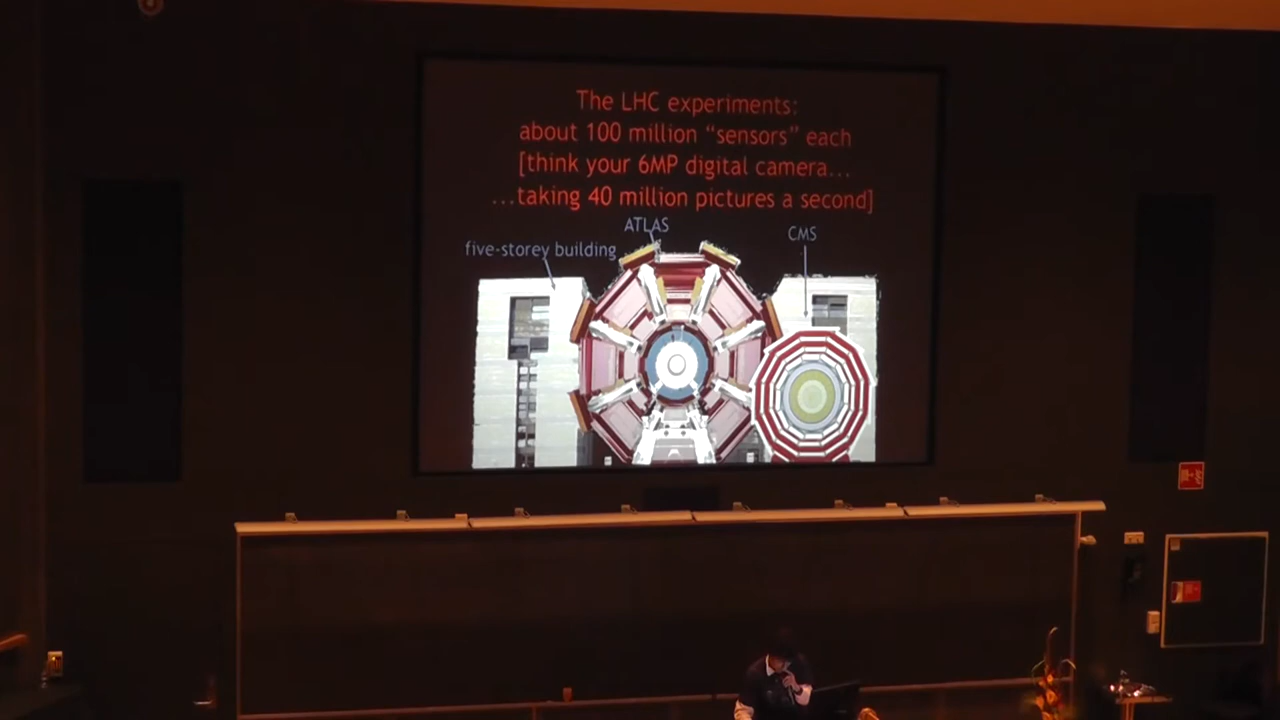 The LHC experiments:
about 100 million “sensors” each
[think your 6MP digital camera...
...taking 40 million pictures a second]
ATLAS
CMS
five-storey building